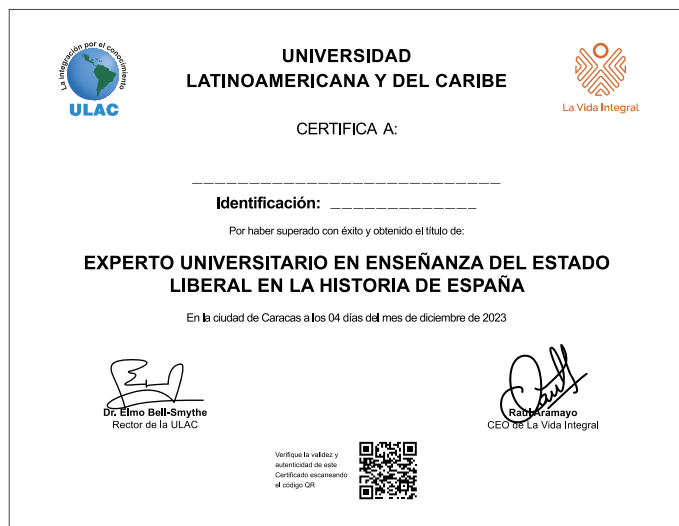 La integración por el conocimiento
ULAC
UNIVERSIDAD
LATINOAMERICANA Y DEL CARIBE
La Vida Integral
CERTIFICA A:
Identificación:
Por haber superado con éxito y obtenido el título de:
EXPERTO UNIVERSITARIO EN ENSEÑANZA DEL ESTADO
LIBERAL EN LA HISTORIA DE ESPAÑA
En la ciudad de Caracas a los 04 días del mes de diciembre de 2023
Dr. Elmo Bell-Smythe
Rector de la ULAC
Raúl Aramayo
CEO de La Vida Integral
Verifique la validez y
autenticidad de este
Certificado escaneando
el código QR